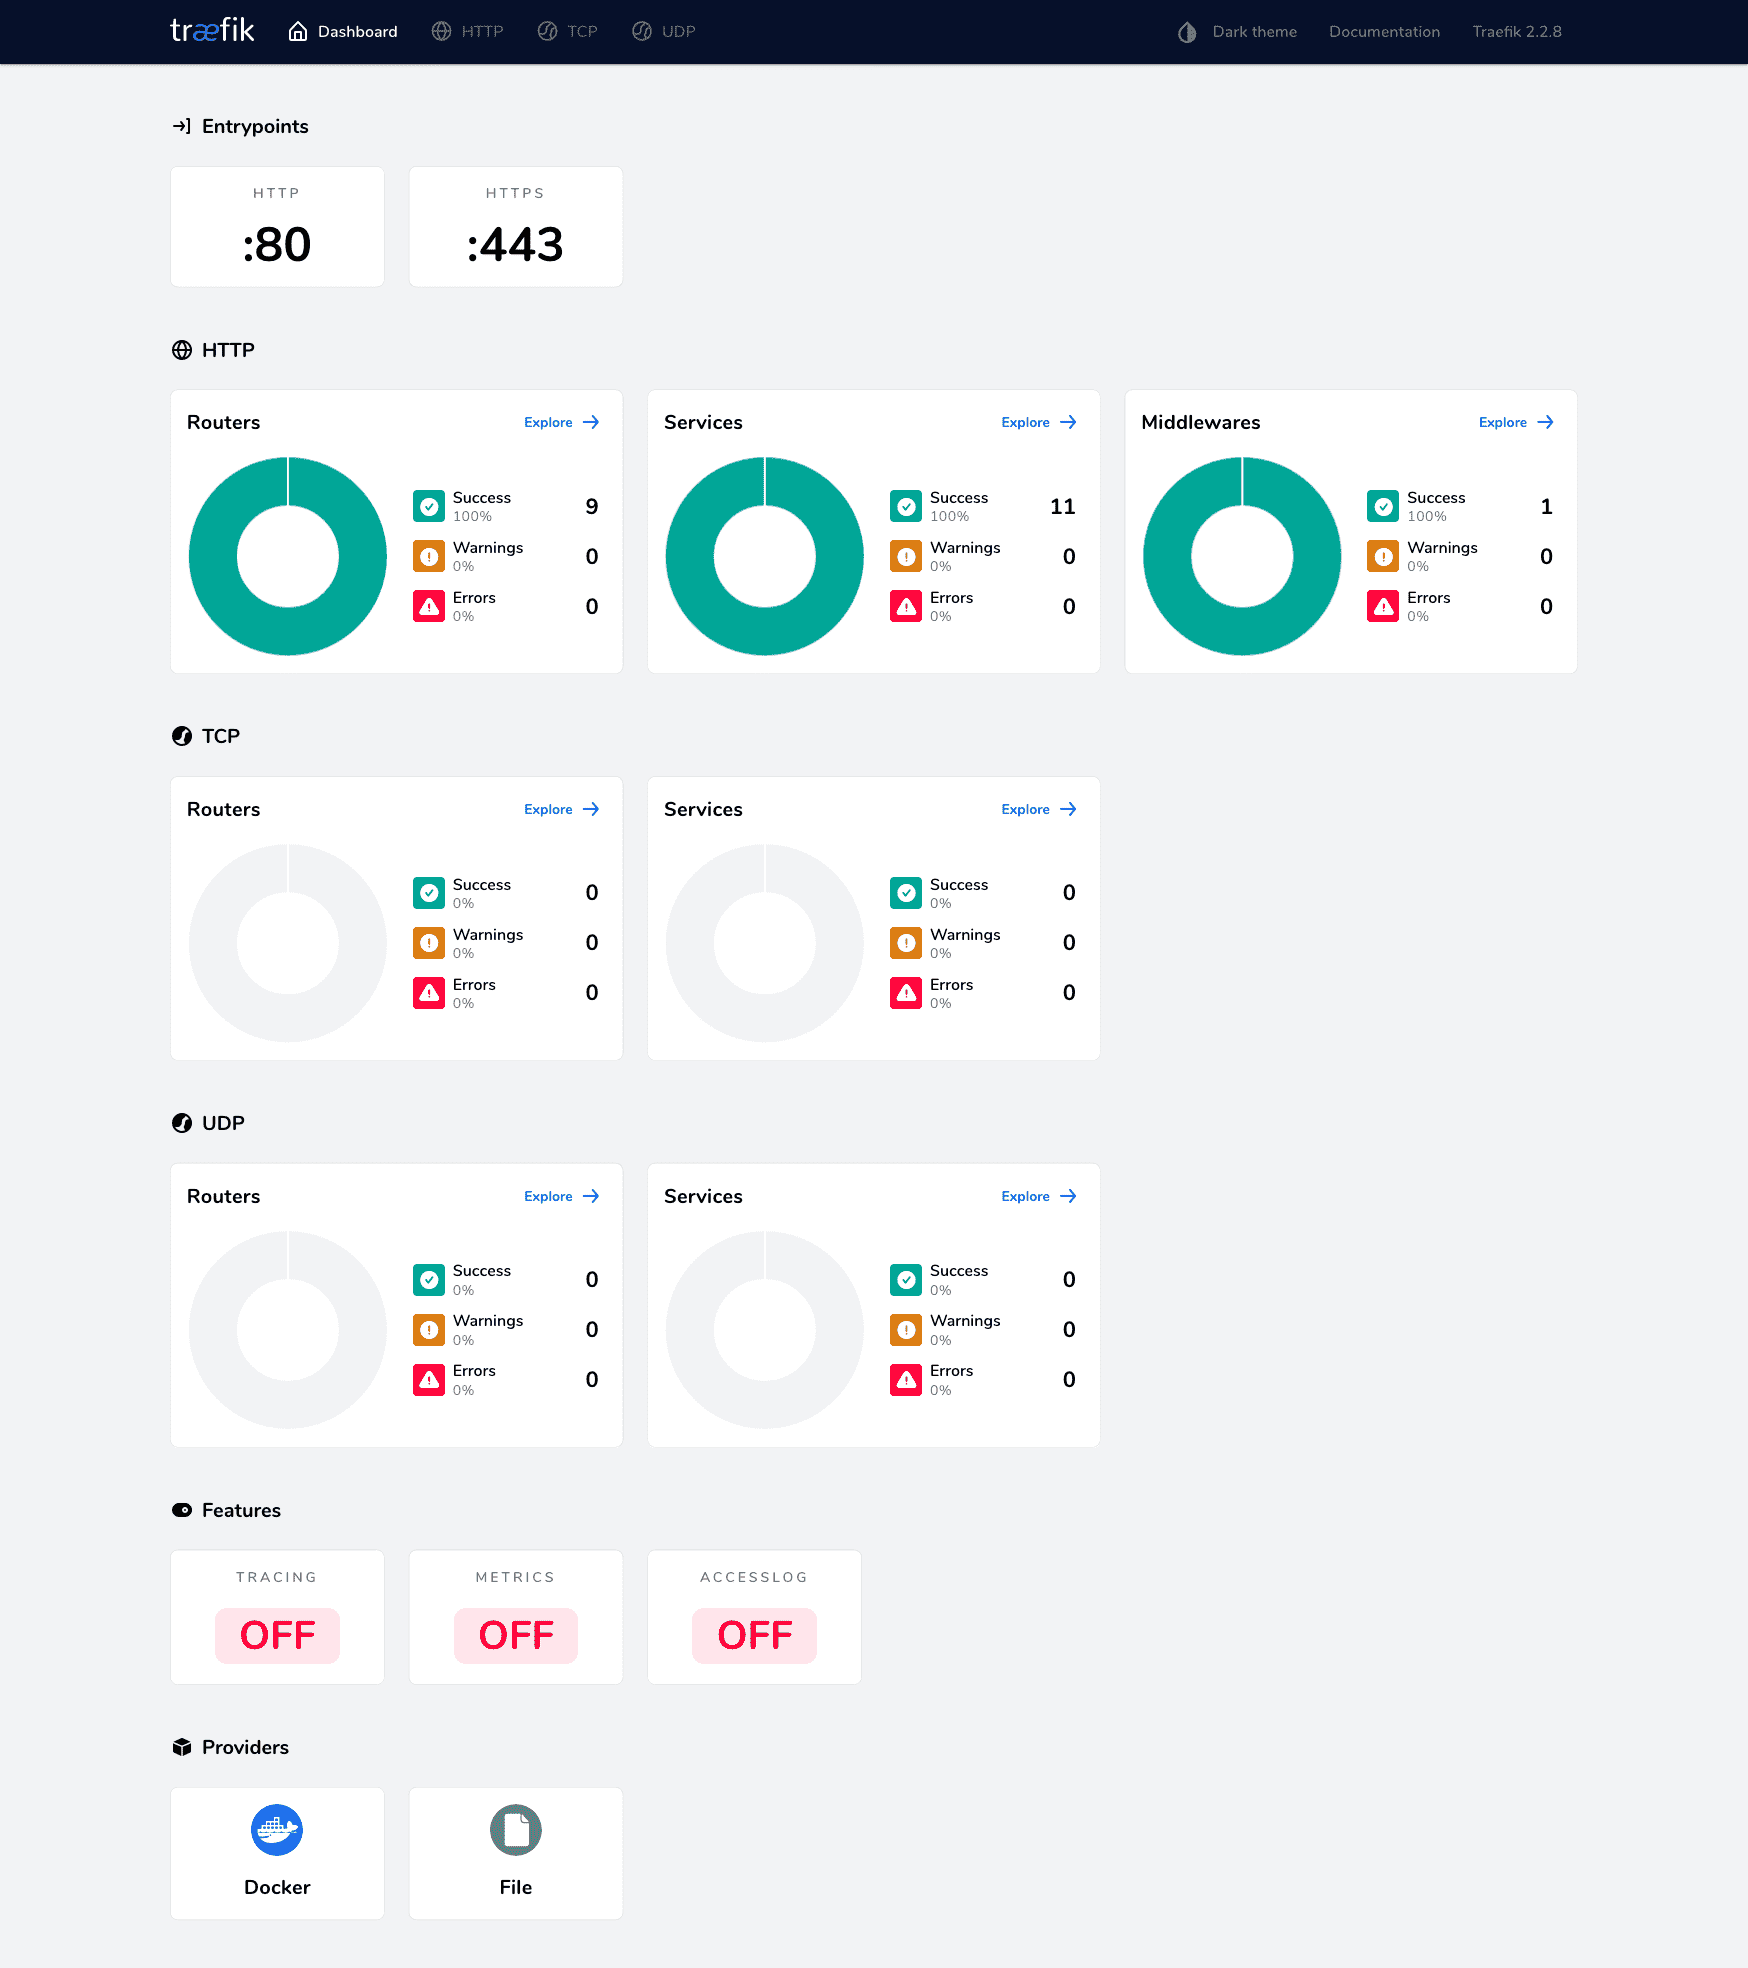 træfik Dashboard HTTP TCP UDP Dark theme Documentation Traefik 2.2.8
Entrypoints
HTTP
:80
HTTPS
:443
HTTP
Routers Explore
Success 9
100%
Warnings 0
0%
Errors 0
0%
Services Explore
Success 11
100%
Warnings 0
0%
Errors 0
0%
Middlewares Explore
Success 1
100%
Warnings 0
0%
Errors 0
0%
TCP
Routers Explore
Success 0
0%
Warnings 0
0%
Errors 0
0%
Services Explore
Success 0
0%
Warnings 0
0%
Errors 0
0%
UDP
Routers Explore
Success 0
0%
Warnings 0
0%
Errors 0
0%
Services Explore
Success 0
0%
Warnings 0
0%
Errors 0
0%
Features
TRACING
OFF
METRICS
OFF
ACCESSLOG
OFF
Providers
Docker
File